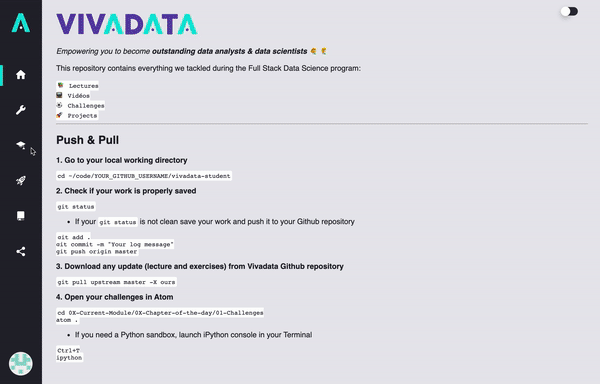 VIVADATA
Empowering you to become outstanding data analysts & data scientists
This repository contains everything we tackled during the Full Stack Data Science program:
Lectures
Vidéos
Challenges
Projects
Push & Pull
1. Go to your local working directory
cd ~/code/YOUR_GITHUB_USERNAME/vivadata-student
2. Check if your work is properly saved
git status
• If your git status is not clean save your work and push it to your Github repository
git add .
git commit -m "Your log message"
git push origin master
3. Download any update (lecture and exercises) from Vivadata Github repository
git pull upstream master -X ours
4. Open your challenges in Atom
cd 0X-Current-Module/0X-Chapter-of-the-day/01-Challenges
atom .
• If you need a Python sandbox, launch iPython console in your Terminal
Ctrl+T
ipython